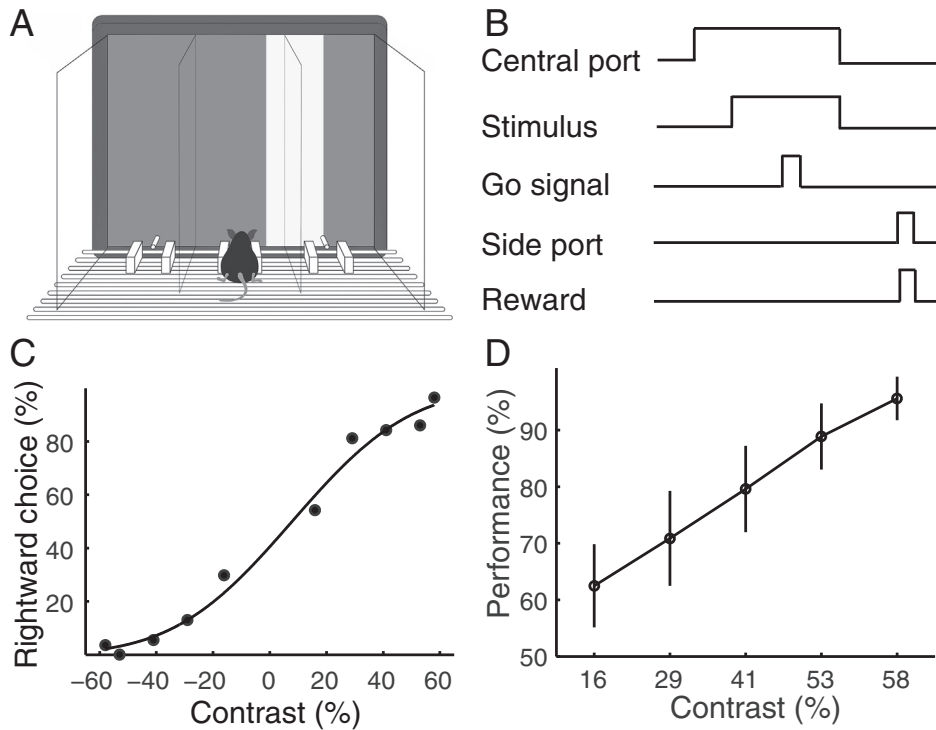 A
B
Central port
Stimulus
Go signal
Side port
Reward
C
Rightward choice (%)
80
60
40
20
−60 −40 −20 0 20 40 60
Contrast (%)
D
Performance (%)
90
80
70
60
50
16 29 41 53 58
Contrast (%)